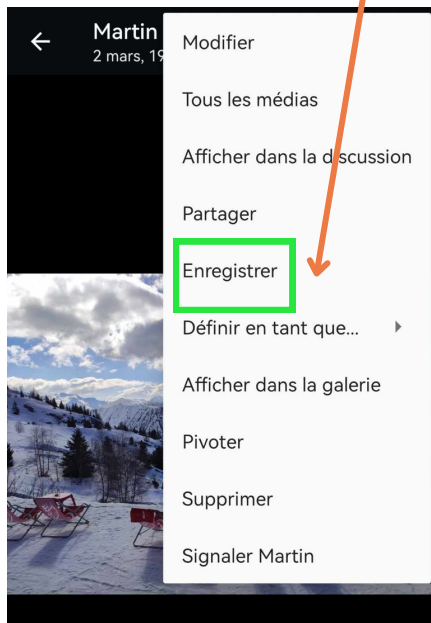 Martin
2 mars, 19
Modifier
Tous les médias
Afficher dans la discussion
Partager
Enregistrer
Définir en tant que...
Afficher dans la galerie
Pivoter
Supprimer
Signaler Martin